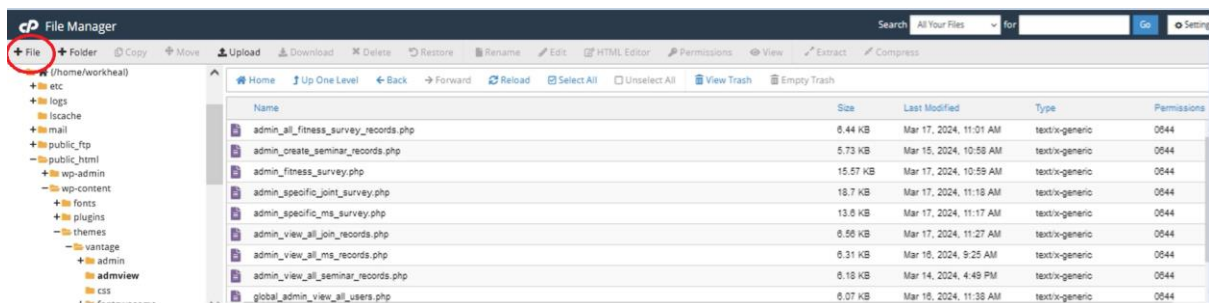 cP File Manager Search All Your Files for Go Setting
File Folder Copy Move Upload Download Delete Restore Rename Edit HTML Editor Permissions View Extract Compress
(/home/workheal)
etc
logs
lscache
mail
public_ftp
public_html
wp-admin
wp-content
fonts
plugins
themes
vantage
admin
admview
css
Home Up One Level Back Forward Reload Select All Unselect All View Trash Empty Trash
Name Size Last Modified Type Permissions
admin_all_fitness_survey_records.php 6.44 KB Mar 17, 2024, 11:01 AM text/x-generic 0644
admin_create_seminar_records.php 5.73 KB Mar 15, 2024, 10:58 AM text/x-generic 0644
admin_fitness_survey.php 15.57 KB Mar 17, 2024, 10:59 AM text/x-generic 0644
admin_specific_joint_survey.php 18.7 KB Mar 17, 2024, 11:18 AM text/x-generic 0644
admin_specific_ms_survey.php 13.6 KB Mar 17, 2024, 11:17 AM text/x-generic 0644
admin_view_all_join_records.php 6.56 KB Mar 17, 2024, 11:27 AM text/x-generic 0644
admin_view_all_ms_records.php 6.31 KB Mar 16, 2024, 9:25 AM text/x-generic 0644
admin_view_all_seminar_records.php 6.18 KB Mar 14, 2024, 4:49 PM text/x-generic 0644
global_admin_view_all_users.php 6.07 KB Mar 16, 2024, 11:38 AM text/x-generic 0644